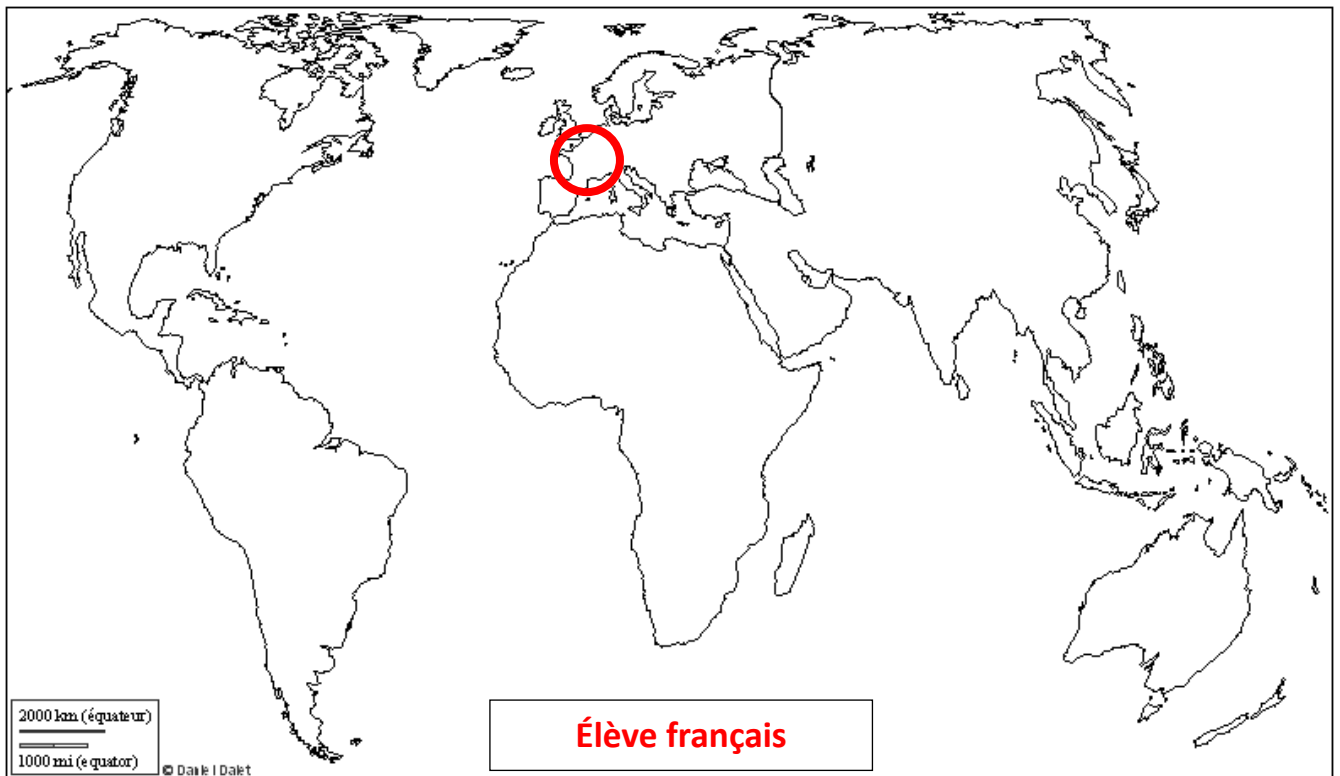 2000 km (équateur)
1000 mi (equator)
© Daniel Dalet
Élève français